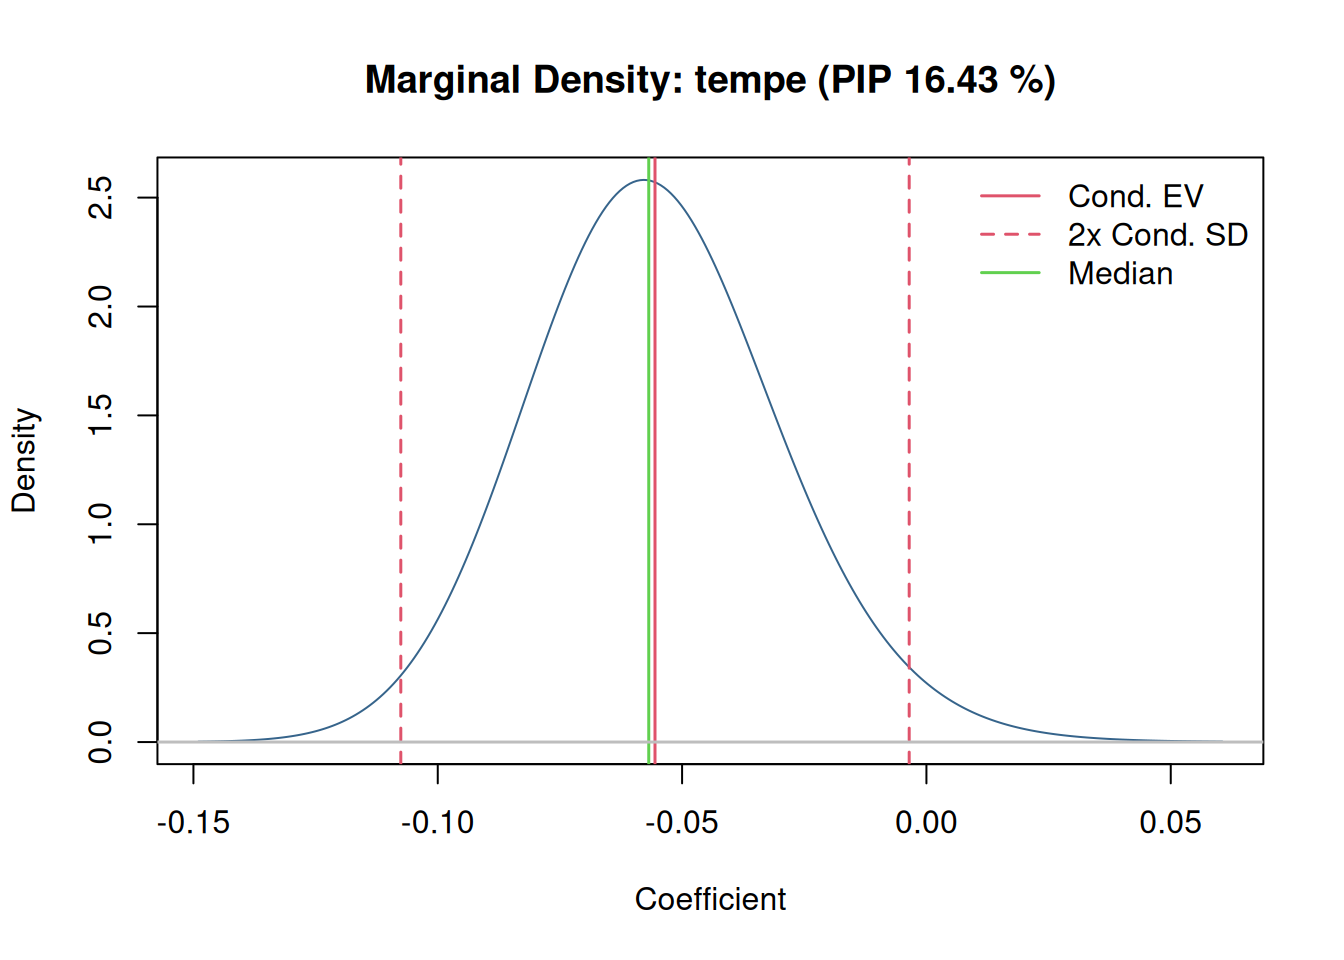 Marginal Density: tempe (PIP 16.43 %)
Cond. EV
2x Cond. SD
Median
Density
2.5
2.0
1.5
1.0
0.5
0.0
-0.15
-0.10
-0.05
0.00
0.05
Coefficient